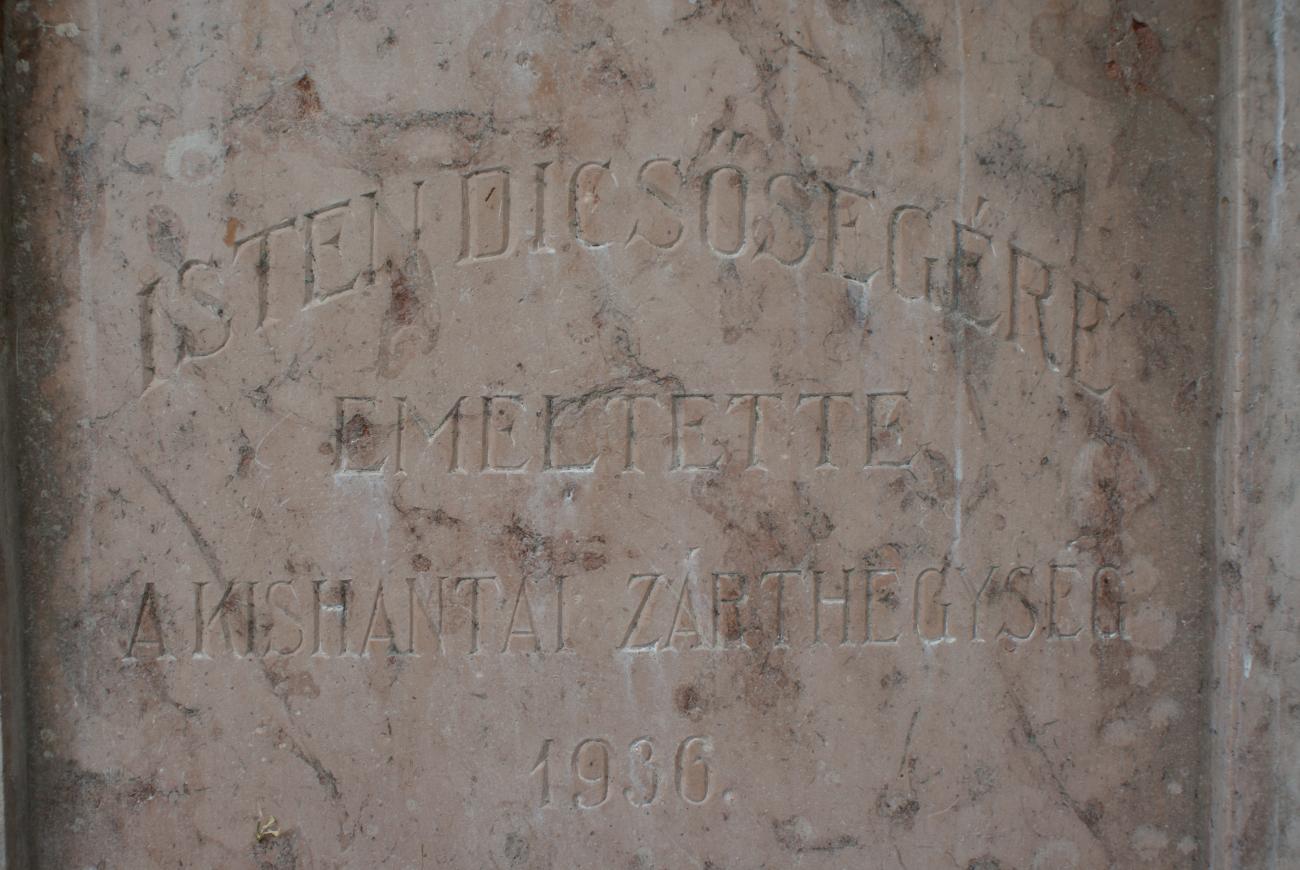 ISTEN DICSŐSÉGÉRE
EMELTETTE
A KISHANTAI ZÁRTHEGYSÉG
1936.